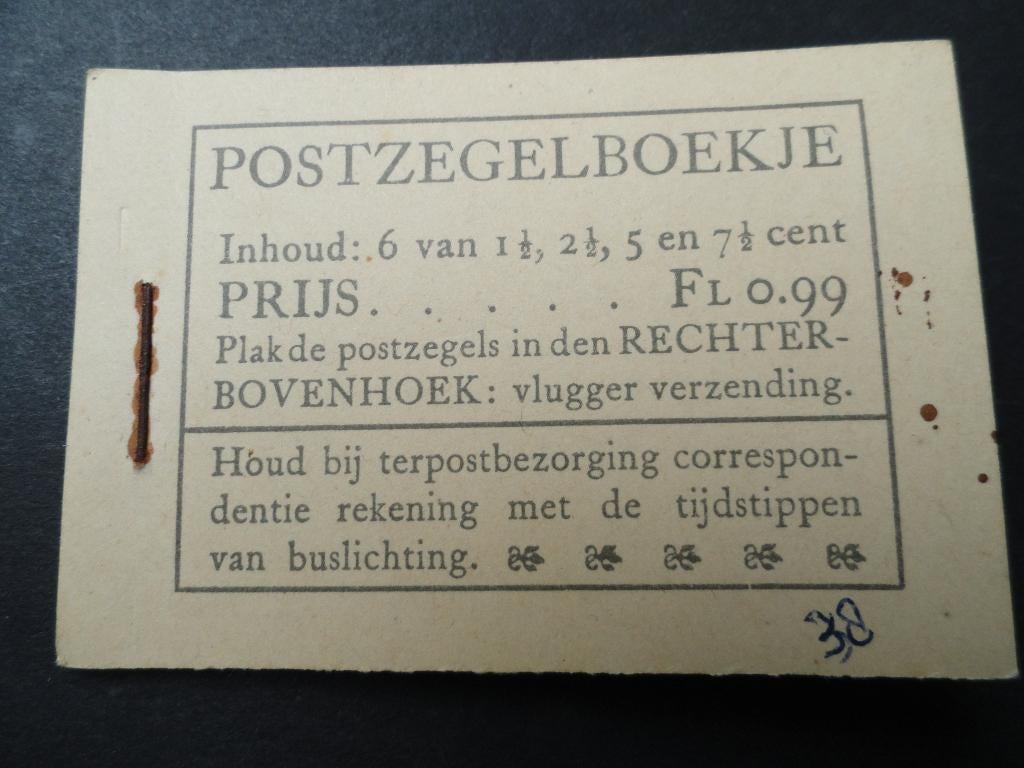 POSTZEGELBOEKJE
Inhoud: 6 van 1½, 2½, 5 en 7½ cent
PRIJS. . . . . FL 0.99
Plak de postzegels in den RECHTER-
BOVENHOEK: vlugger verzending.
Houd bij terpostbezorging correspon-
dentie rekening met de tijdstippen
van buslichting.